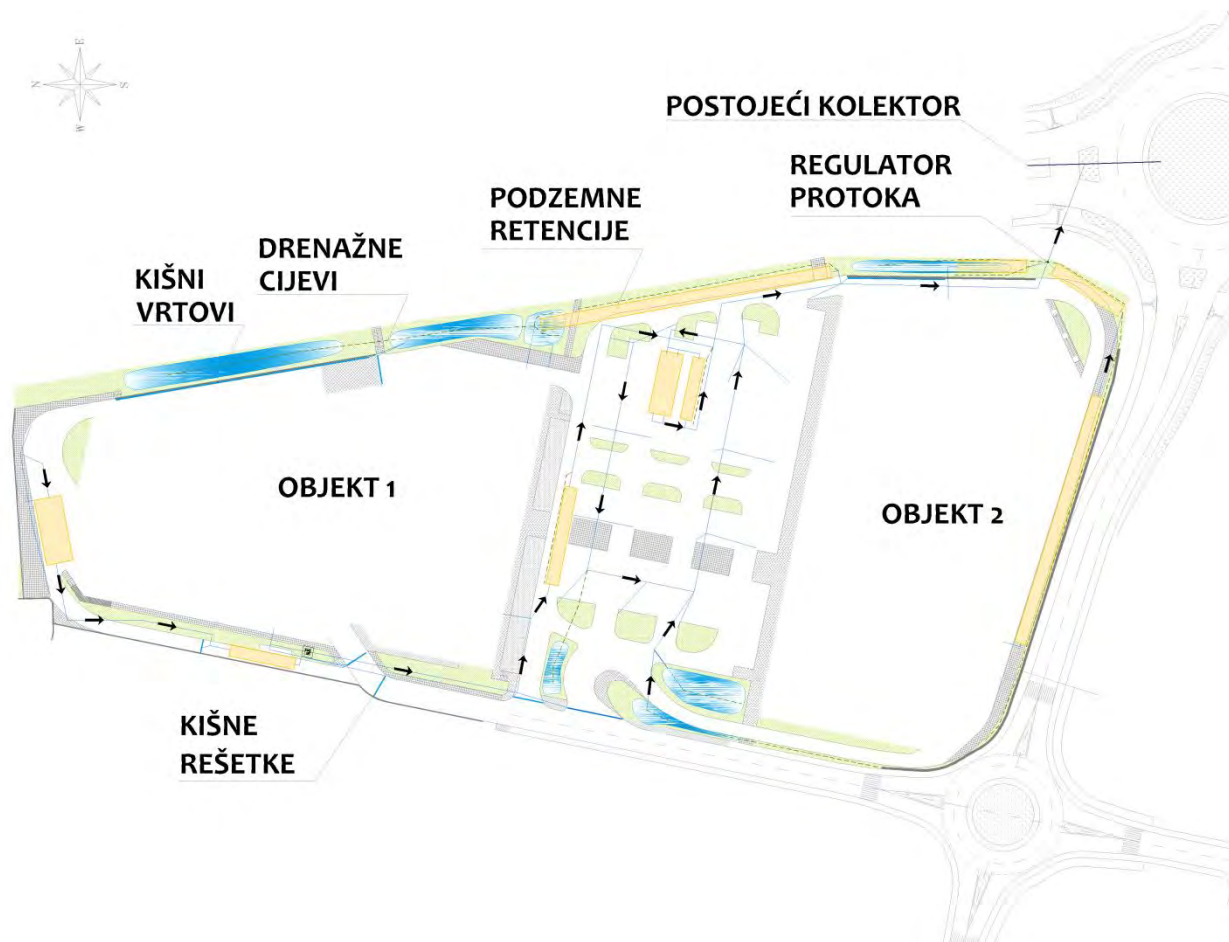 E
N
S
W
POSTOJEĆI KOLEKTOR
REGULATOR
PROTOKA
PODZEMNE
RETENCIJE
DRENAŽNE
CIJEVI
KIŠNI
VRTOVI
OBJEKT 1
OBJEKT 2
KIŠNE
REŠETKE